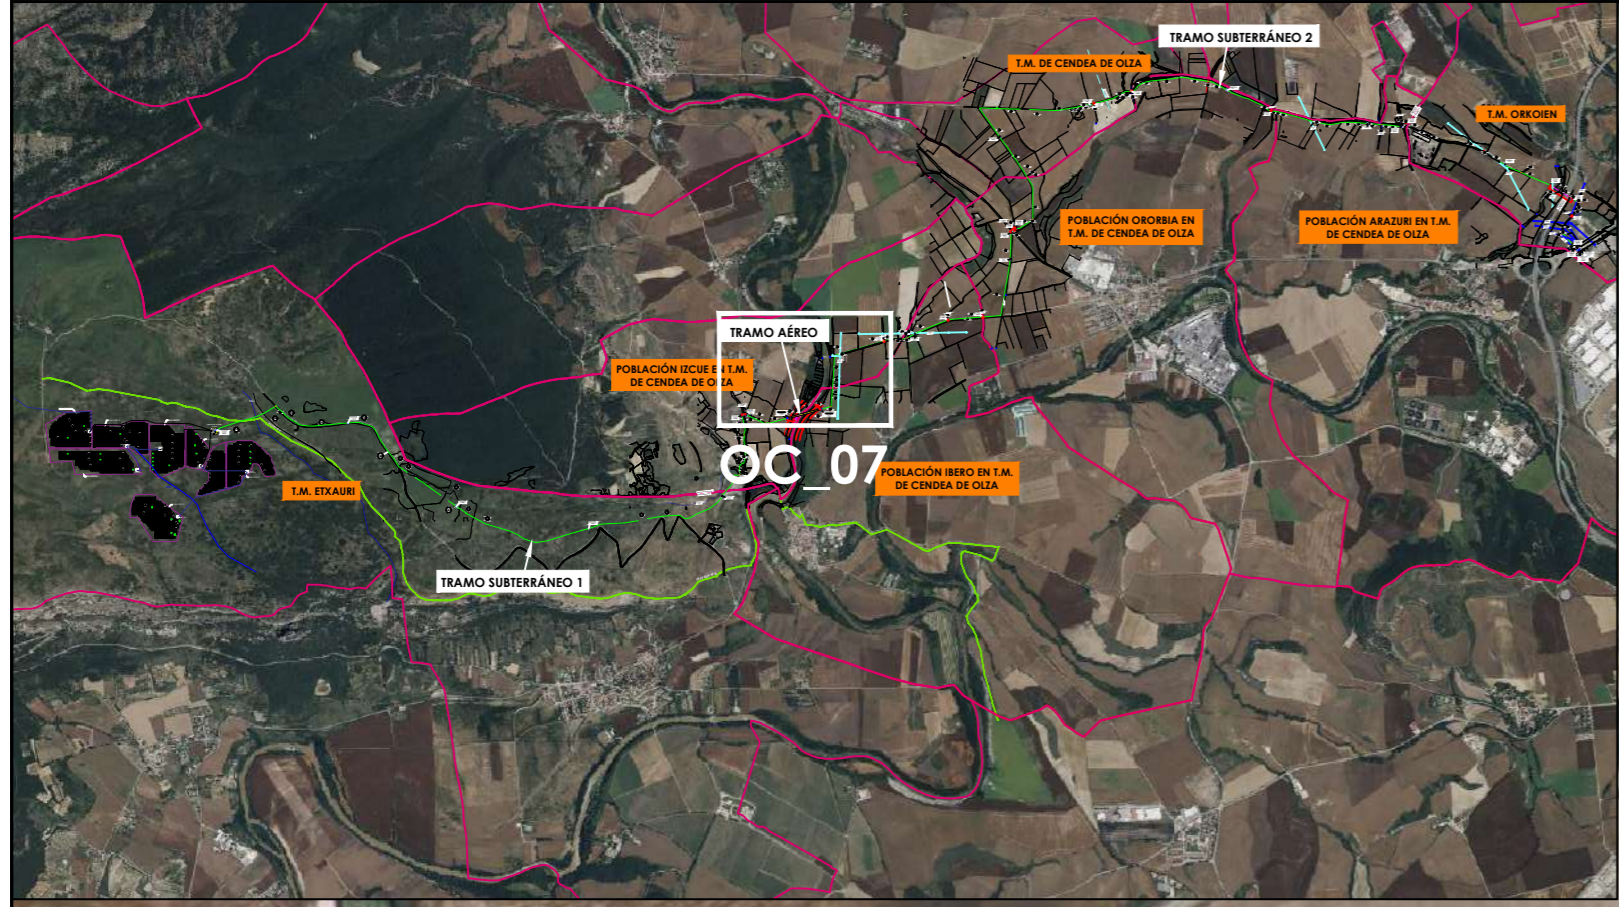 TRAMO SUBTERRÁNEO 2
T.M. DE CENDEA DE OLZA
T.M. ORKOIEN
POBLACIÓN ORORBIA EN
T.M. DE CENDEA DE OLZA
POBLACIÓN ARAZURI EN T.M.
DE CENDEA DE OLZA
TRAMO AÉREO
POBLACIÓN IZCUE EN T.M.
DE CENDEA DE OLZA
OC_07
POBLACIÓN IBERO EN T.M.
DE CENDEA DE OLZA
T.M. ETXAURI
TRAMO SUBTERRÁNEO 1